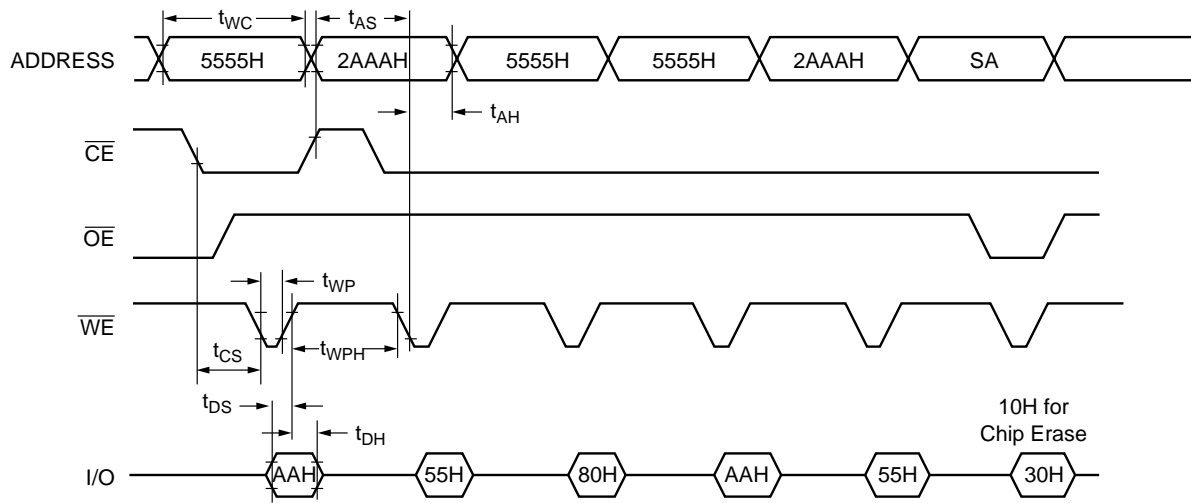 tWC tAS
ADDRESS 5555H 2AAAH 5555H 5555H 2AAAH SA
tAH
CE
OE
tWP
WE
tCS tWPH
tDS
tDH
10H for
Chip Erase
I/O AAH 55H 80H AAH 55H 30H